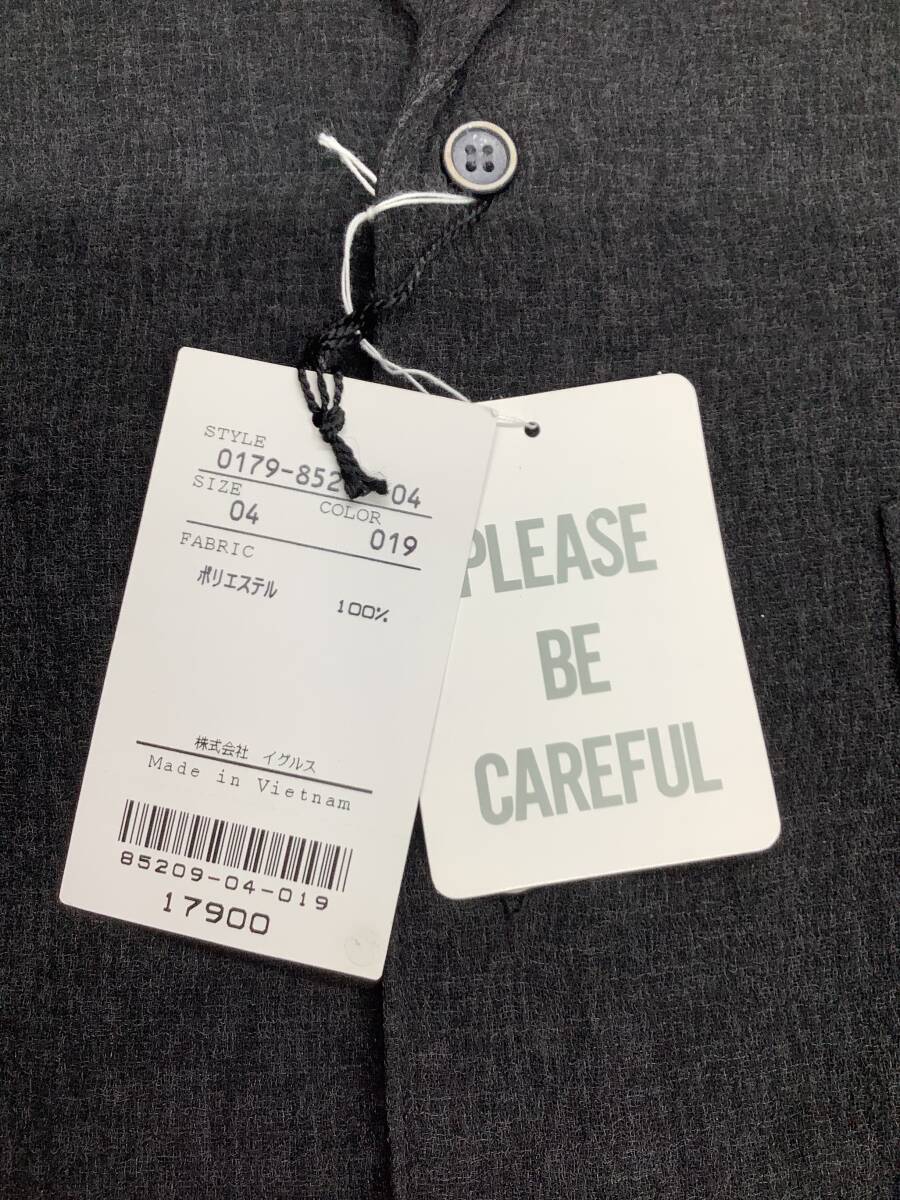 STYLE
0179-852 04
SIZE
COLOR
04
019
FABRIC
ポリエステル 100%
株式会社 イグルス
Made in Vietnam
85209-04-019
17900
PLEASE
BE
CAREFUL